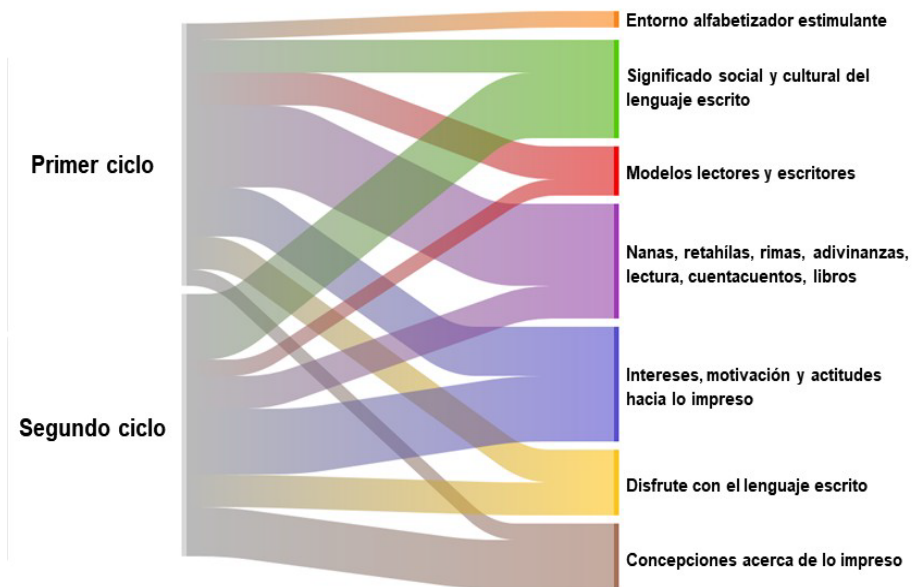 Primer ciclo
Segundo ciclo
Entorno alfabetizador estimulante
Significado social y cultural del
lenguaje escrito
Modelos lectores y escritores
Nanas, retahílas, rimas, adivinanzas,
lectura, cuentacuentos, libros
Intereses, motivación y actitudes
hacia lo impreso
Disfrute con el lenguaje escrito
Concepciones acerca de lo impreso